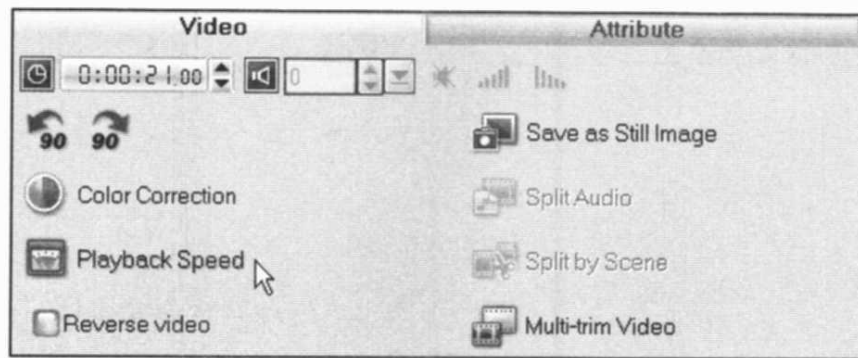 Video Attribute
0:00:21.00 0
90 90 Save as Still Image
Color Correction Split Audio
Playback Speed Split by Scene
Reverse video Multi-trim Video